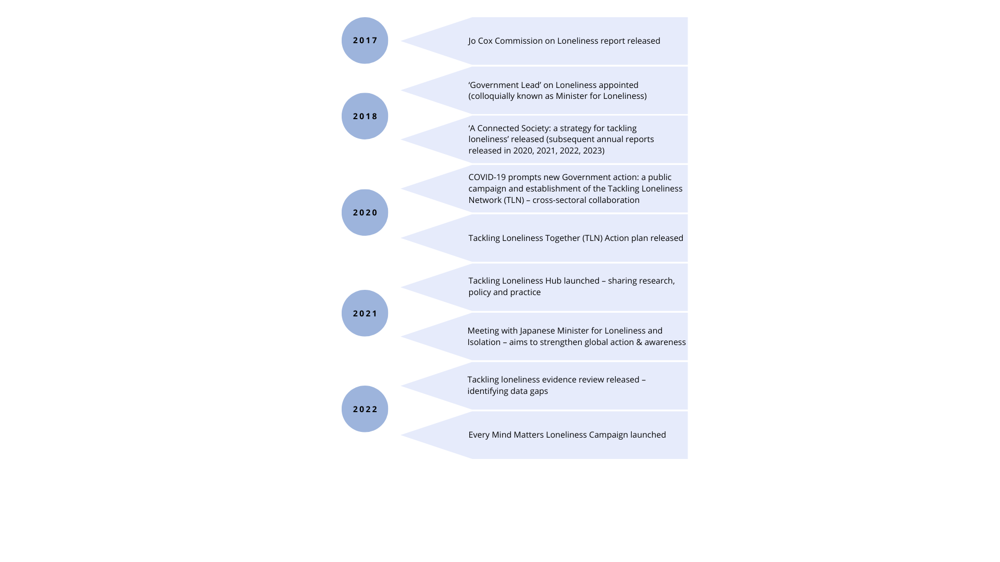 2017
Jo Cox Commission on Loneliness report released
2018
‘Government Lead’ on Loneliness appointed
(colloquially known as Minister for Loneliness)
‘A Connected Society: a strategy for tackling
loneliness’ released (subsequent annual reports
released in 2020, 2021, 2022, 2023)
2020
COVID-19 prompts new Government action: a public
campaign and establishment of the Tackling Loneliness
Network (TLN) – cross-sectoral collaboration
Tackling Loneliness Together (TLN) Action plan released
2021
Tackling Loneliness Hub launched – sharing research,
policy and practice
Meeting with Japanese Minister for Loneliness and
Isolation – aims to strengthen global action & awareness
2022
Tackling loneliness evidence review released –
identifying data gaps
Every Mind Matters Loneliness Campaign launched